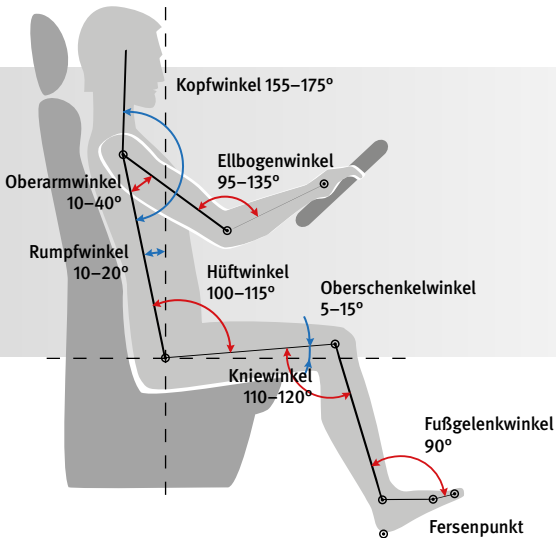 Kopfwinkel 155–175°
Ellbogenwinkel
95–135°
Oberarmwinkel
10–40°
Rumpfwinkel
10–20°
Hüftwinkel
100–115°
Oberschenkelwinkel
5–15°
Kniewinkel
110–120°
Fußgelenkwinkel
90°
Fersenpunkt